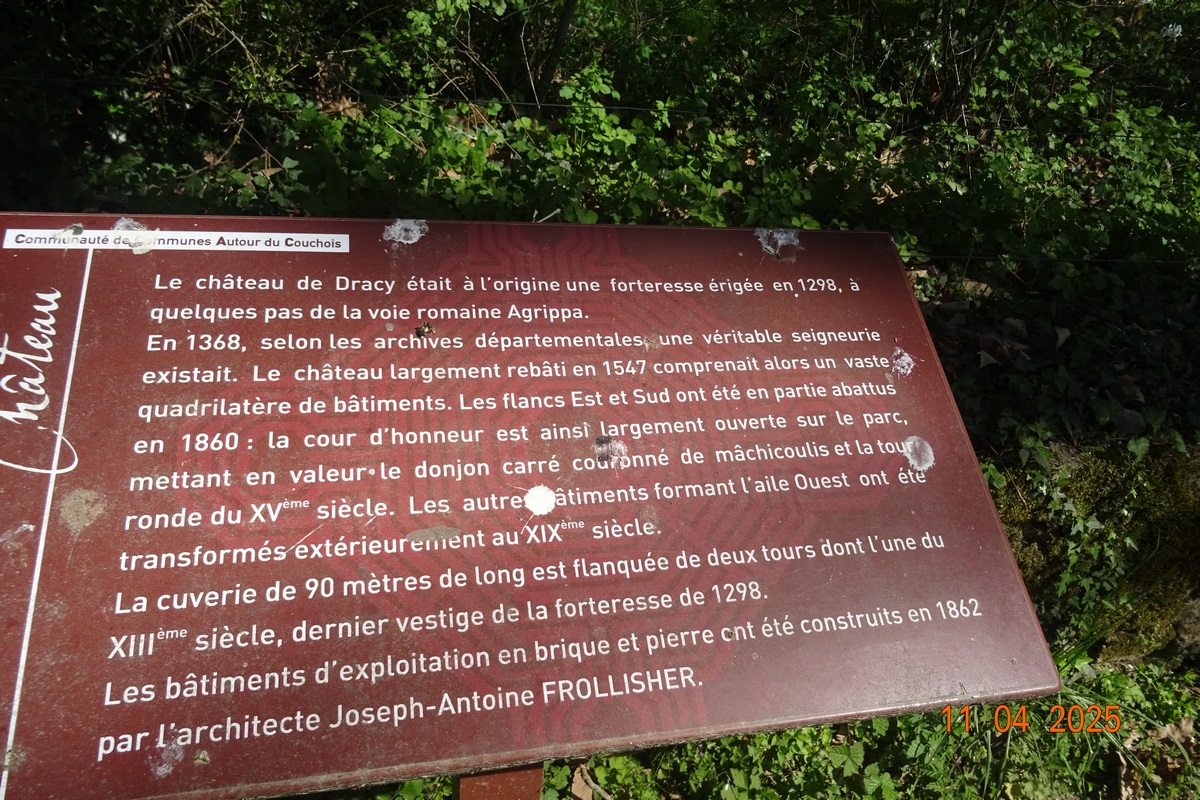 Communauté de Communes Autour du Couchois
Château
Le château de Dracy était à l'origine une forteresse érigée en 1298, à
quelques pas de la voie romaine Agrippa.
En 1368, selon les archives départementales, une véritable seigneurie
existait. Le château largement rebâti en 1547 comprenait alors un vaste
quadrilatère de bâtiments. Les flancs Est et Sud ont été en partie abattus
en 1860 : la cour d'honneur est ainsi largement ouverte sur le parc,
mettant en valeur le donjon carré couronné de mâchicoulis et la tour
ronde du XVème siècle. Les autres bâtiments formant l'aile Ouest ont été
transformés extérieurement au XIXème siècle.
La cuverie de 90 mètres de long est flanquée de deux tours dont l'une du
XIIIème siècle, dernier vestige de la forteresse de 1298.
Les bâtiments d'exploitation en brique et pierre ont été construits en 1862
par l'architecte Joseph-Antoine FROLLISHER.
11 04 2025